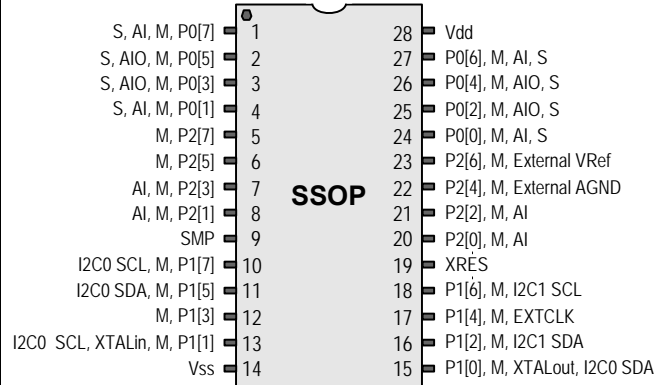 S, AI, M, P0[7] 1 28 Vdd
S, AIO, M, P0[5] 2 27 P0[6], M, AI, S
S, AIO, M, P0[3] 3 26 P0[4], M, AIO, S
S, AI, M, P0[1] 4 25 P0[2], M, AIO, S
M, P2[7] 5 24 P0[0], M, AI, S
M, P2[5] 6 23 P2[6], M, External VRef
AI, M, P2[3] 7 SSOP 22 P2[4], M, External AGND
AI, M, P2[1] 8 21 P2[2], M, AI
SMP 9 20 P2[0], M, AI
I2C0 SCL, M, P1[7] 10 19 XRES
I2C0 SDA, M, P1[5] 11 18 P1[6], M, I2C1 SCL
M, P1[3] 12 17 P1[4], M, EXTCLK
I2C0 SCL, XTALin, M, P1[1] 13 16 P1[2], M, I2C1 SDA
Vss 14 15 P1[0], M, XTALout, I2C0 SDA